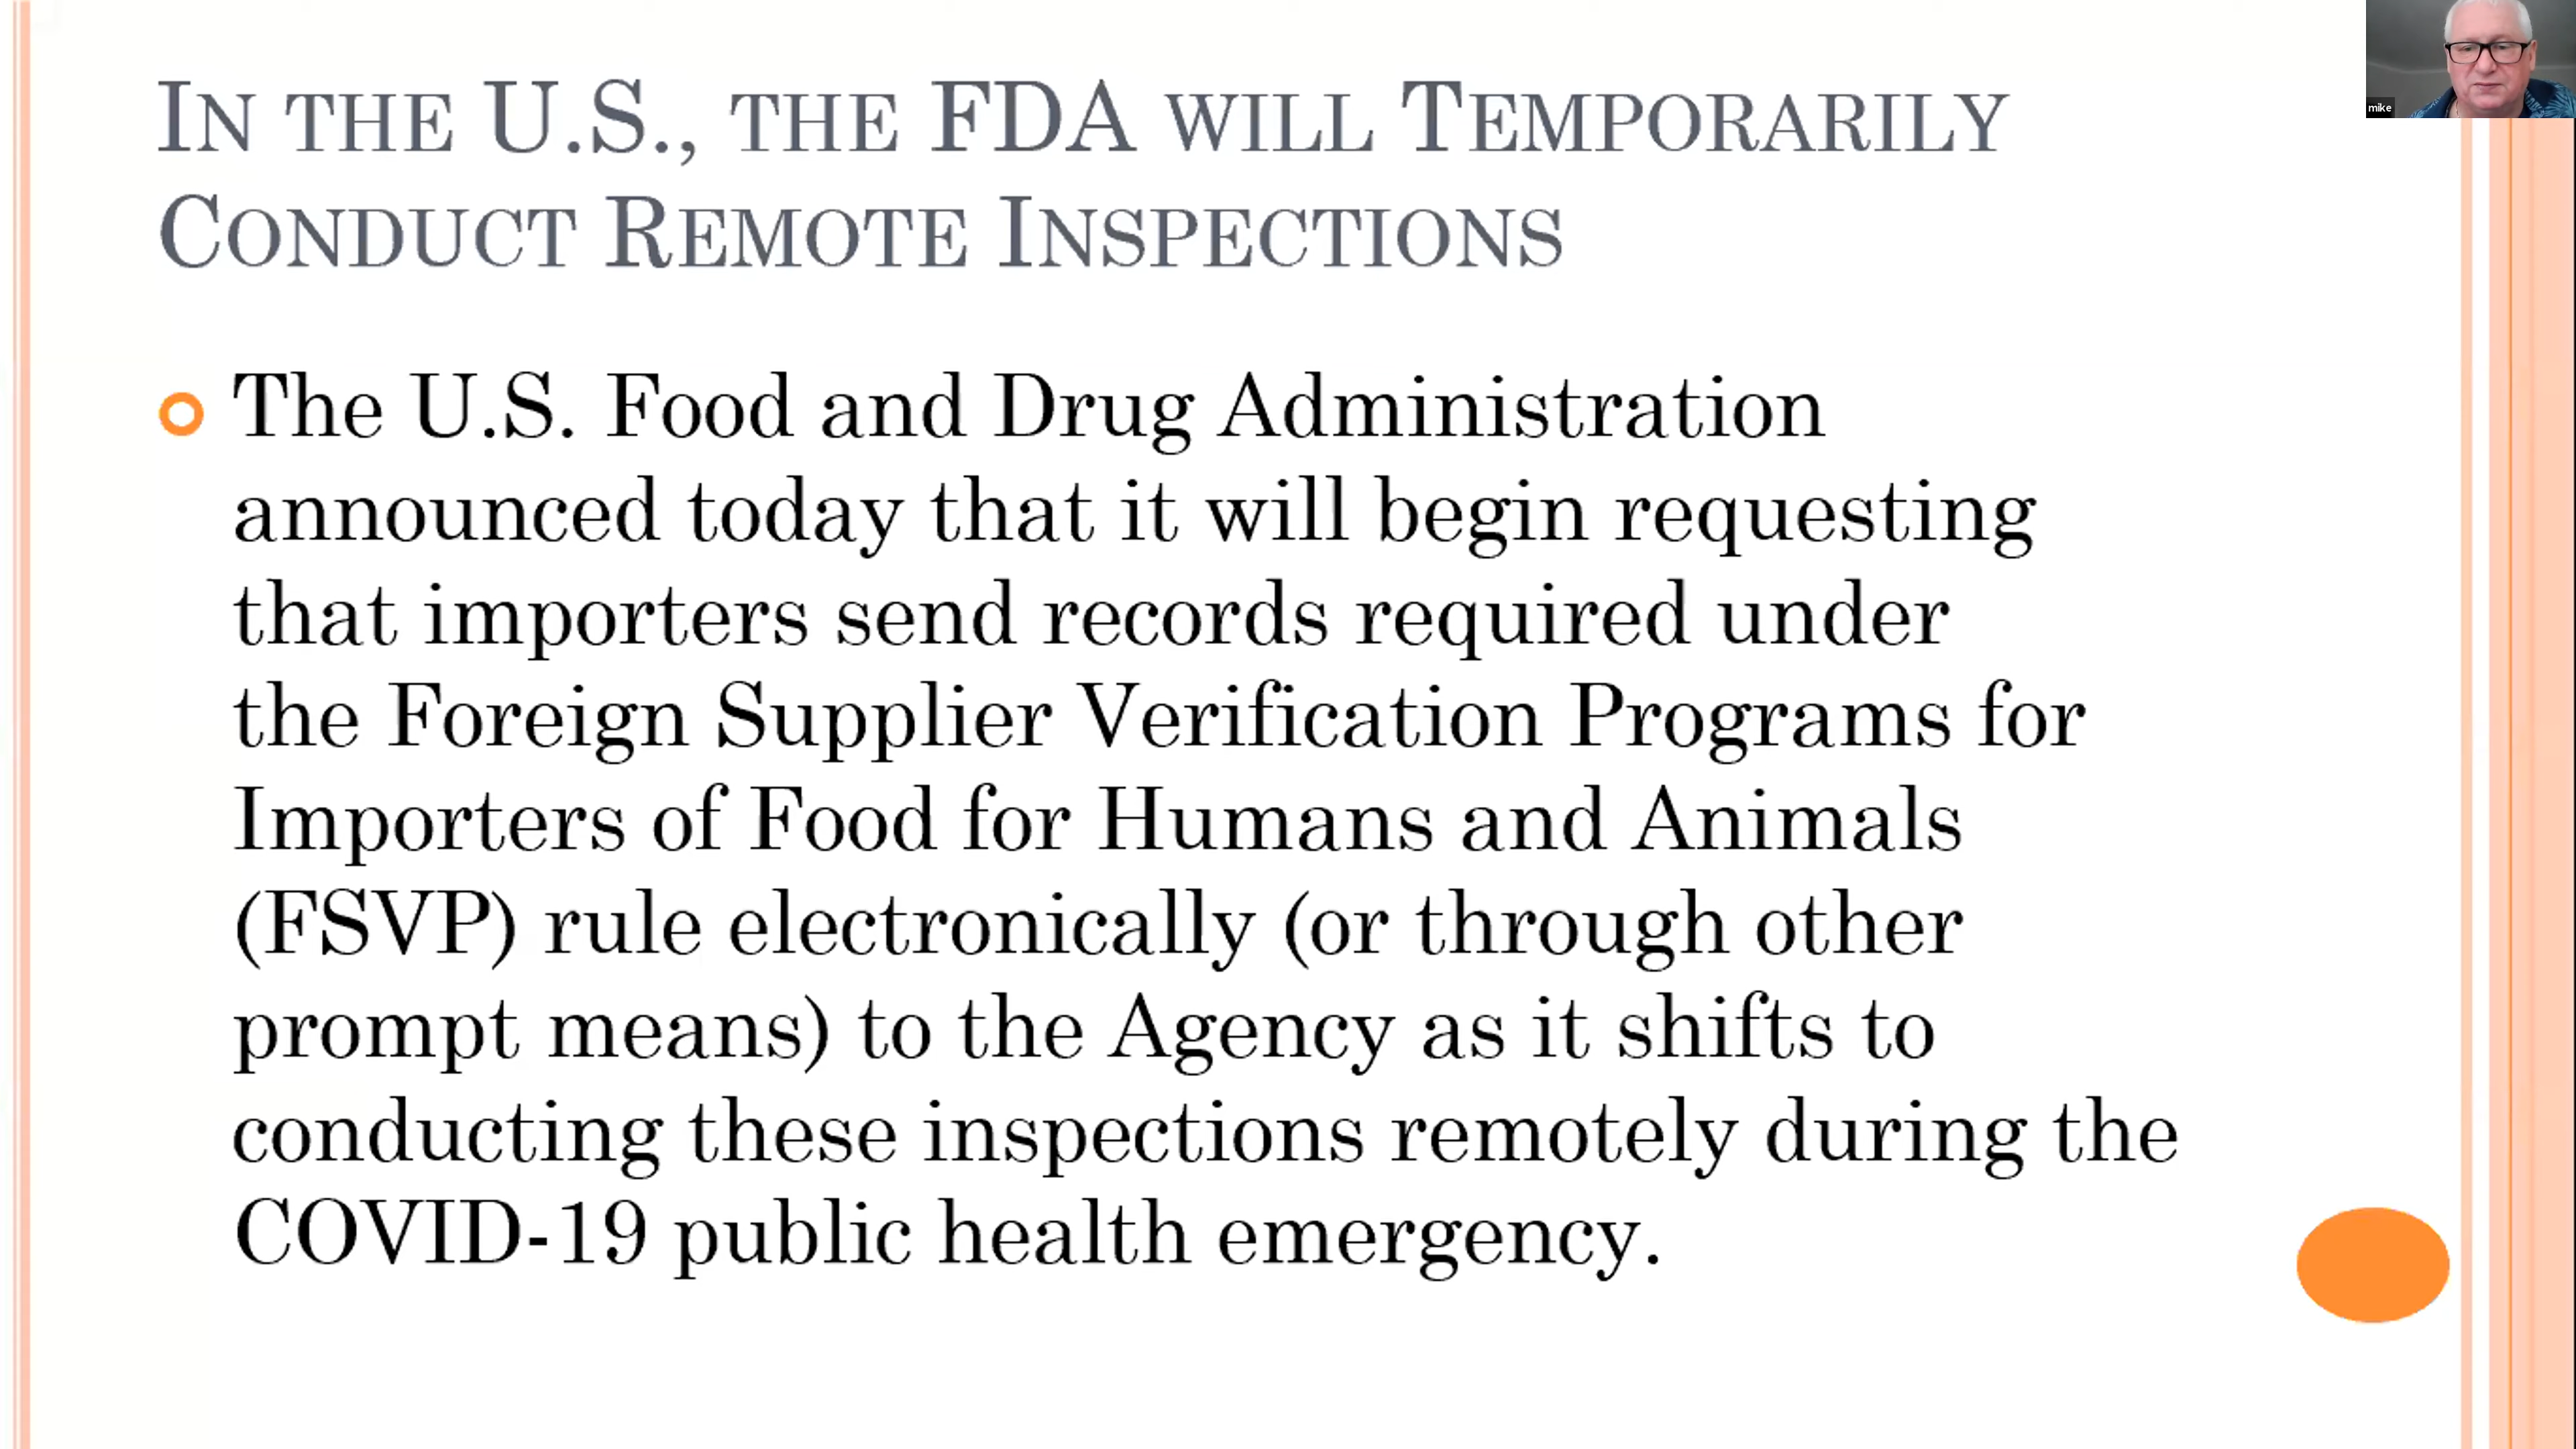 In the U.S., the FDA will Temporarily
Conduct Remote Inspections
The U.S. Food and Drug Administration
announced today that it will begin requesting
that importers send records required under
the Foreign Supplier Verification Programs for
Importers of Food for Humans and Animals
(FSVP) rule electronically (or through other
prompt means) to the Agency as it shifts to
conducting these inspections remotely during the
COVID-19 public health emergency.
mike